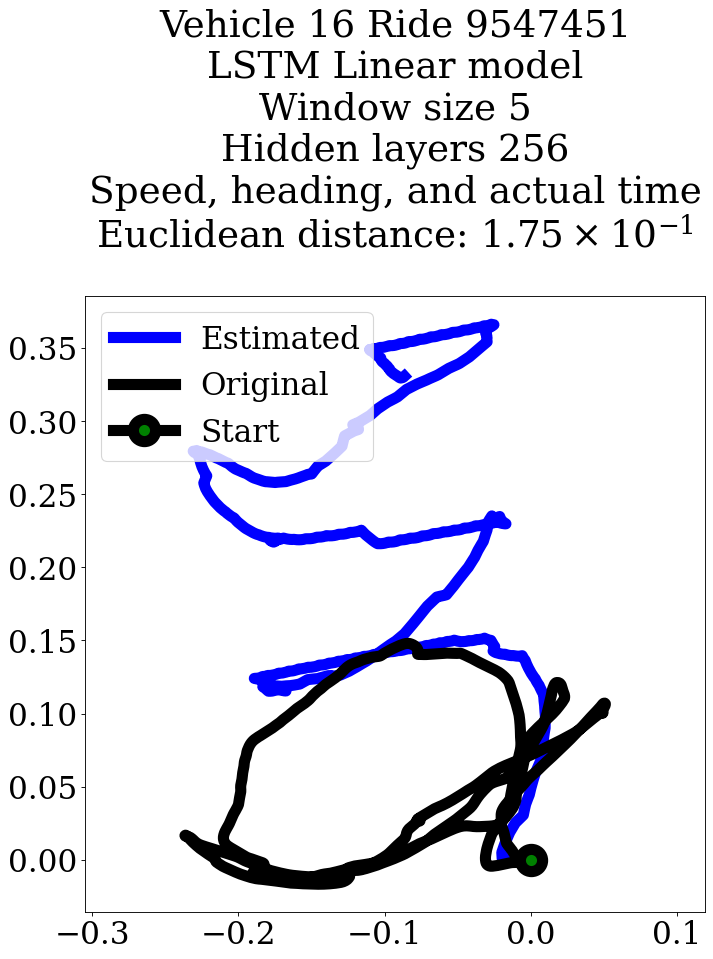 Vehicle 16 Ride 9547451
LSTM Linear model
Window size 5
Hidden layers 256
Speed, heading, and actual time
Euclidean distance: 1.75 × 10⁻¹
Estimated
Original
Start
0.35
0.30
0.25
0.20
0.15
0.10
0.05
0.00
−0.3 −0.2 −0.1 0.0 0.1